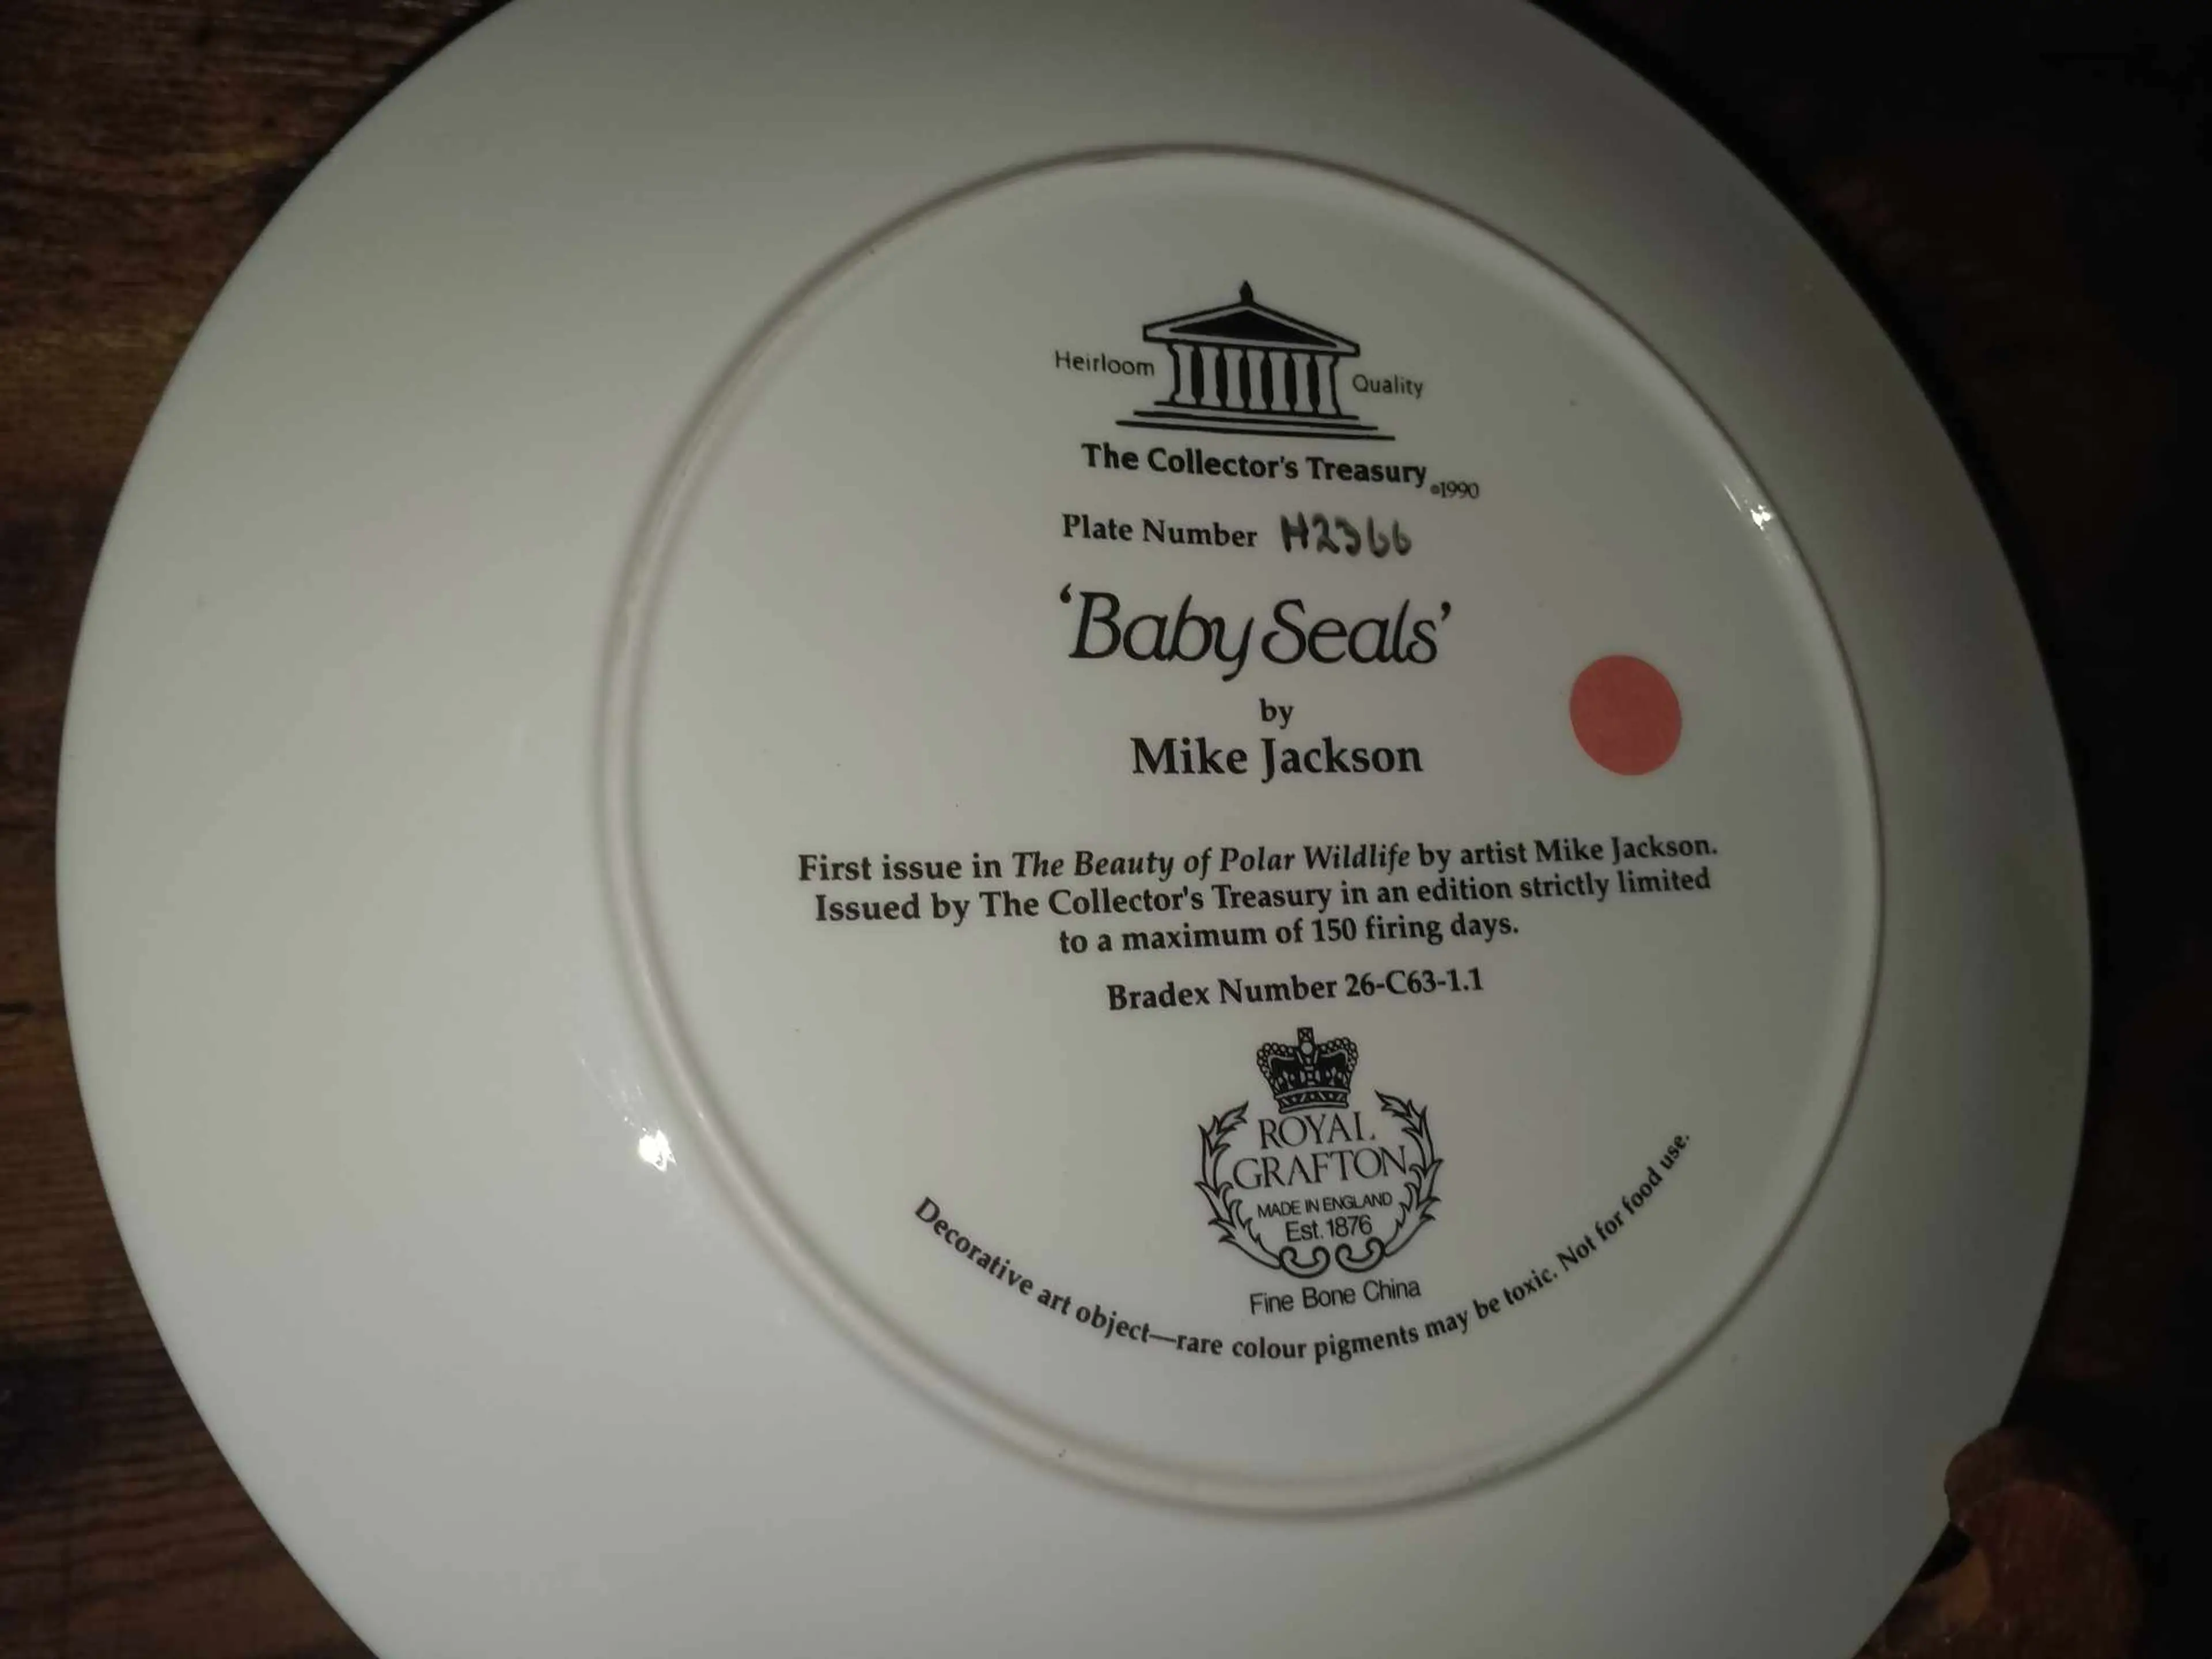 Heirloom Quality
The Collector's Treasury ©1990
Plate Number H2366
'Baby Seals'
by
Mike Jackson
First issue in The Beauty of Polar Wildlife by artist Mike Jackson.
Issued by The Collector's Treasury in an edition strictly limited
to a maximum of 150 firing days.
Bradex Number 26-C63-1.1
ROYAL
GRAFTON
MADE IN ENGLAND
Est. 1876
Fine Bone China
Decorative art object—rare colour pigments may be toxic. Not for food use.